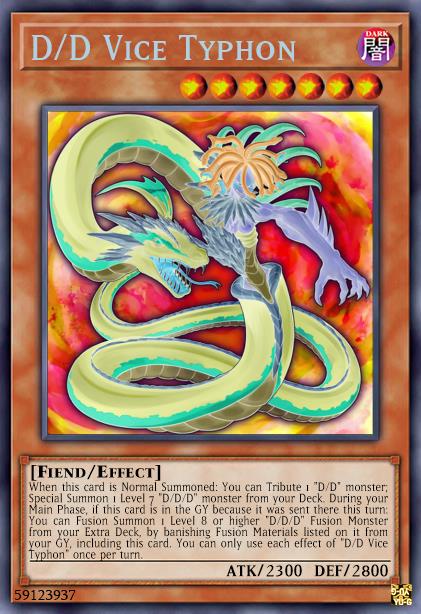 D/D Vice Typhon
DARK
闇
[Fiend/Effect]
When this card is Normal Summoned: You can Tribute 1 "D/D" monster;
Special Summon 1 Level 7 "D/D/D" monster from your Deck. During your
Main Phase, if this card is in the GY because it was sent there this turn:
You can Fusion Summon 1 Level 8 or higher "D/D/D" Fusion Monster
from your Extra Deck, by banishing Fusion Materials listed on it from
your GY, including this card. You can only use each effect of "D/D Vice
Typhon" once per turn.
ATK/2300 DEF/2800
59123937